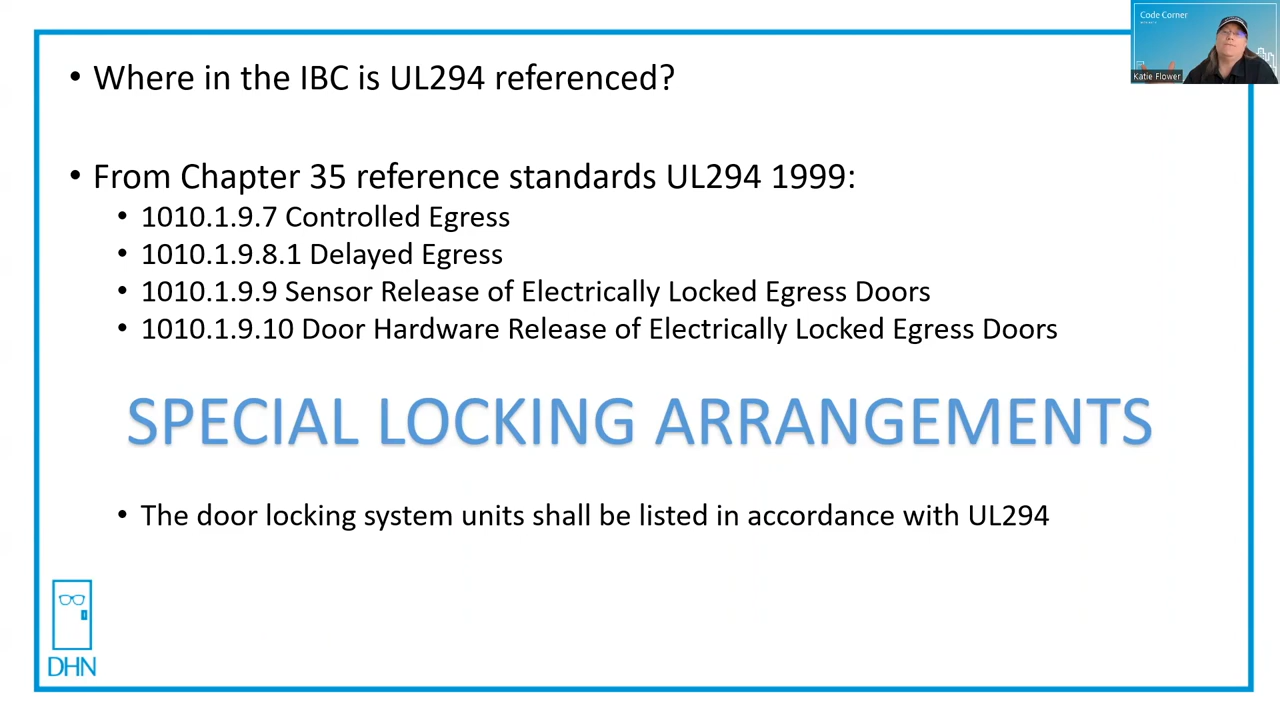 Code Corner
• Where in the IBC is UL294 referenced?
Katie Flower
• From Chapter 35 reference standards UL294 1999:
• 1010.1.9.7 Controlled Egress
• 1010.1.9.8.1 Delayed Egress
• 1010.1.9.9 Sensor Release of Electrically Locked Egress Doors
• 1010.1.9.10 Door Hardware Release of Electrically Locked Egress Doors
SPECIAL LOCKING ARRANGEMENTS
• The door locking system units shall be listed in accordance with UL294
DHN